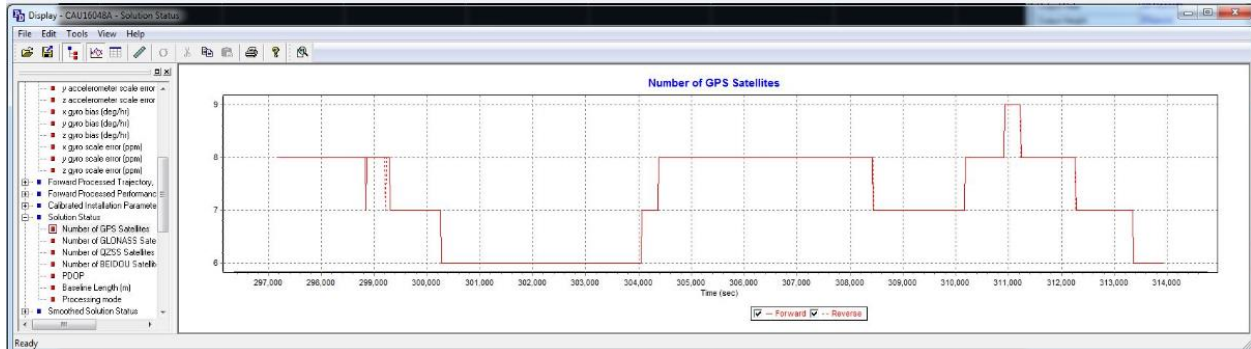 Display - CAU16048A - Solution Status
File Edit Tools View Help
y accelerometer scale error
z accelerometer scale error
x gyro bias (deg/hr)
y gyro bias (deg/hr)
z gyro bias (deg/hr)
x gyro scale error (ppm)
y gyro scale error (ppm)
z gyro scale error (ppm)
Forward Processed Trajectory,
Forward Processed Performanc
Calibrated Installation Paramete
Solution Status
Number of GPS Satellites
Number of GLONASS Sate
Number of QZSS Satellites
Number of BEIDOU Satellit
PDOP
Baseline Length (m)
Processing mode
Smoothed Solution Status
Number of GPS Satellites
9
8
7
6
297,000 298,000 299,000 300,000 301,000 302,000 303,000 304,000 305,000 306,000 307,000 308,000 309,000 310,000 311,000 312,000 313,000 314,000
Time (sec)
Forward Reverse
Ready